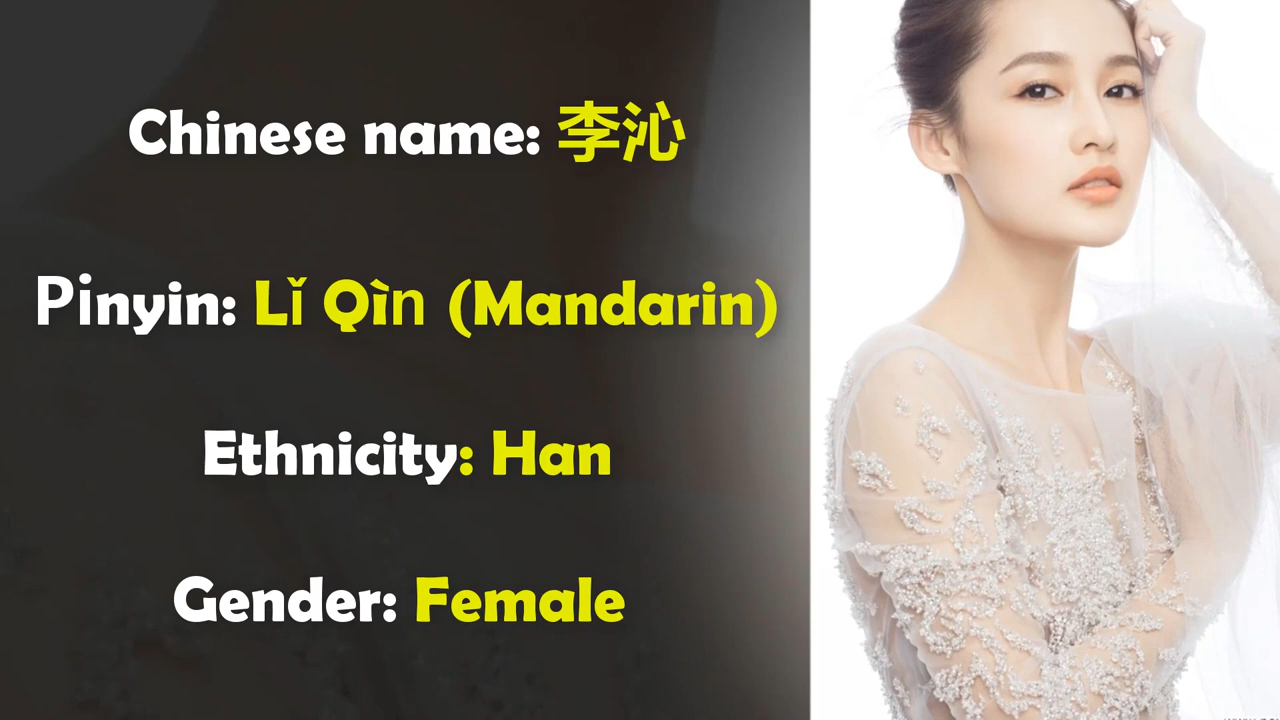 Chinese name: 李沁
Pinyin: Lǐ Qìn (Mandarin)
Ethnicity: Han
Gender: Female